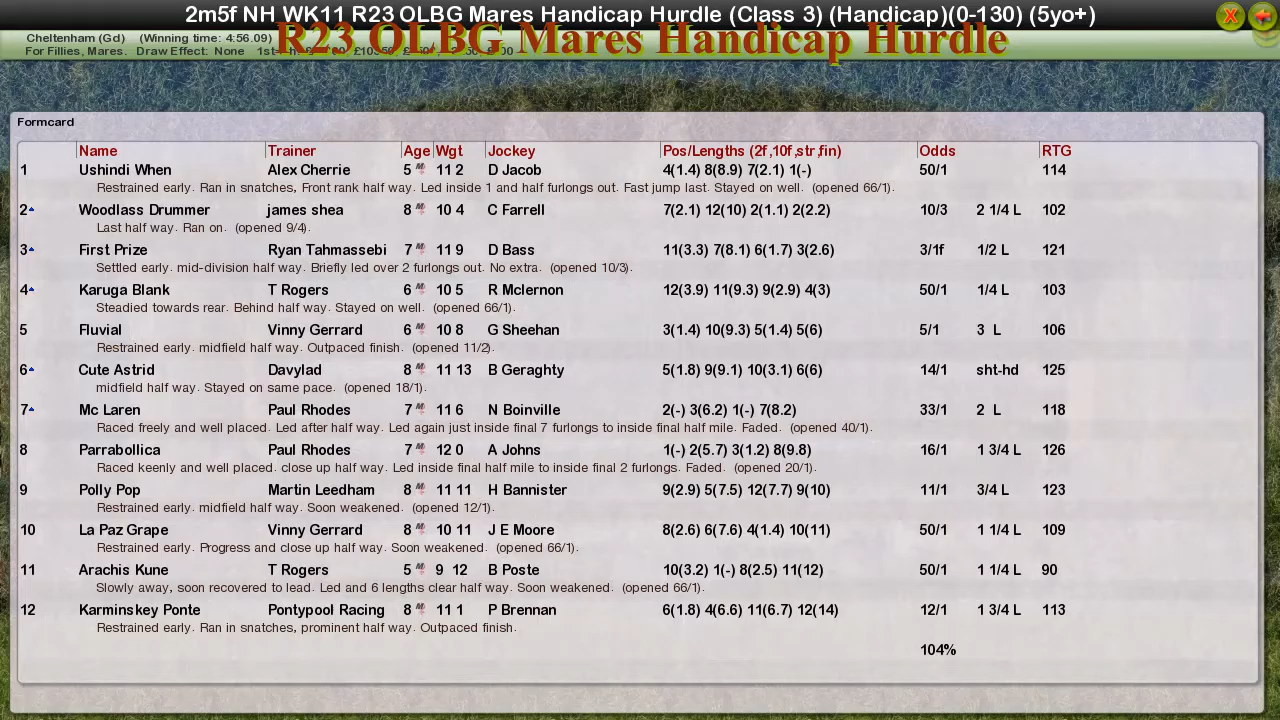 2m5f NH WK11 R23 OLBG Mares Handicap Hurdle (Class 3) (Handicap)(0-130) (5yo+)
R23 OLBG Mares Handicap Hurdle
Cheltenham (Gd) (Winning time: 4:56.09)
For Fillies, Mares. Draw Effect: None
Formcard
Name Trainer Age Wgt Jockey Pos/Lengths (2f,10f,str,fin) Odds RTG
1 Ushindi When Alex Cherrie 5 11 2 D Jacob 4(1.4) 8(8.9) 7(2.1) 1(-) 50/1 114
Restrained early. Ran in snatches, Front rank half way. Led inside 1 and half furlongs out. Fast jump last. Stayed on well. (opened 66/1).
2 Woodlass Drummer james shea 8 10 4 C Farrell 7(2.1) 12(10) 2(1.1) 2(2.2) 10/3 2 1/4 L 102
Last half way. Ran on. (opened 9/4).
3 First Prize Ryan Tahmassebi 7 11 9 D Bass 11(3.3) 7(8.1) 6(1.7) 3(2.6) 3/1f 1/2 L 121
Settled early. mid-division half way. Briefly led over 2 furlongs out. No extra. (opened 10/3).
4 Karuga Blank T Rogers 6 10 5 R Mclernon 12(3.9) 11(9.3) 9(2.9) 4(3) 50/1 1/4 L 103
Steadied towards rear. Behind half way. Stayed on well. (opened 66/1).
5 Fluvial Vinny Gerrard 6 10 8 G Sheehan 3(1.4) 10(9.3) 5(1.4) 5(6) 5/1 3 L 106
Restrained early. midfield half way. Outpaced finish. (opened 11/2).
6 Cute Astrid Davylad 8 11 13 B Geraghty 5(1.8) 9(9.1) 10(3.1) 6(6) 14/1 sht-hd 125
midfield half way. Stayed on same pace. (opened 18/1).
7 Mc Laren Paul Rhodes 7 11 6 N Boinville 2(-) 3(6.2) 1(-) 7(8.2) 33/1 2 L 118
Raced freely and well placed. Led after half way. Led again just inside final 7 furlongs to inside final half mile. Faded. (opened 40/1).
8 Parrabollica Paul Rhodes 7 12 0 A Johns 1(-) 2(5.7) 3(1.2) 8(9.8) 16/1 1 3/4 L 126
Raced keenly and well placed. close up half way. Led inside final half mile to inside final 2 furlongs. Faded. (opened 20/1).
9 Polly Pop Martin Leedham 8 11 11 H Bannister 9(2.9) 5(7.5) 12(7.7) 9(10) 11/1 3/4 L 123
Restrained early. midfield half way. Soon weakened. (opened 12/1).
10 La Paz Grape Vinny Gerrard 8 10 11 J E Moore 8(2.6) 6(7.6) 4(1.4) 10(11) 50/1 1 1/4 L 109
Restrained early. Progress and close up half way. Soon weakened. (opened 66/1).
11 Arachis Kune T Rogers 5 9 12 B Poste 10(3.2) 1(-) 8(2.5) 11(12) 50/1 1 1/4 L 90
Slowly away, soon recovered to lead. Led and 6 lengths clear half way. Soon weakened. (opened 66/1).
12 Karminskey Ponte Pontypool Racing 8 11 1 P Brennan 6(1.8) 4(6.6) 11(6.7) 12(14) 12/1 1 3/4 L 113
Restrained early. Ran in snatches, prominent half way. Outpaced finish.
104%